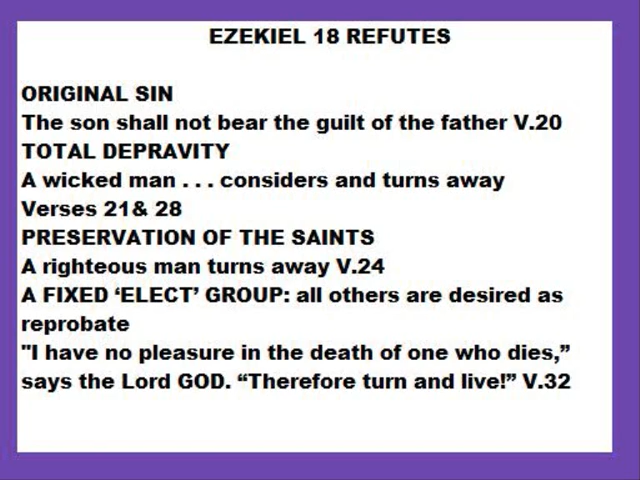 EZEKIEL 18 REFUTES
ORIGINAL SIN
The son shall not bear the guilt of the father V.20
TOTAL DEPRAVITY
A wicked man . . . considers and turns away
Verses 21& 28
PRESERVATION OF THE SAINTS
A righteous man turns away V.24
A FIXED ‘ELECT’ GROUP: all others are desired as
reprobate
"I have no pleasure in the death of one who dies,”
says the Lord GOD. “Therefore turn and live!” V.32